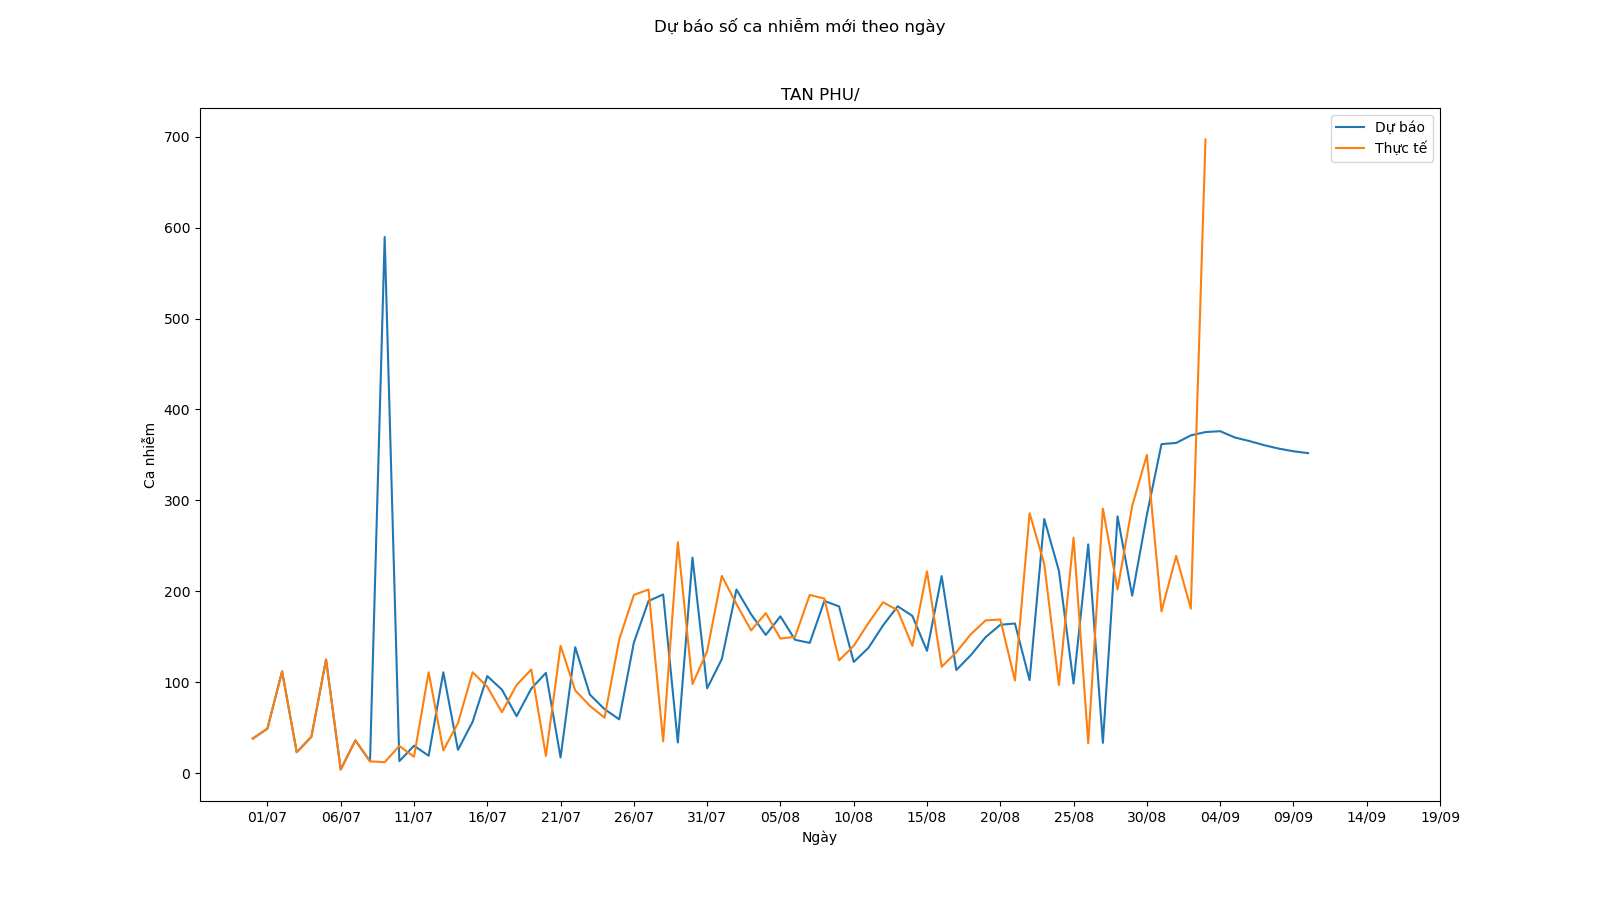 Dự báo số ca nhiễm mới theo ngày
TAN PHU/
Dự báo
Thực tế
700
600
500
400
300
200
100
0
Ca nhiễm
01/07 06/07 11/07 16/07 21/07 26/07 31/07 05/08 10/08 15/08 20/08 25/08 30/08 04/09 09/09 14/09 19/09
Ngày